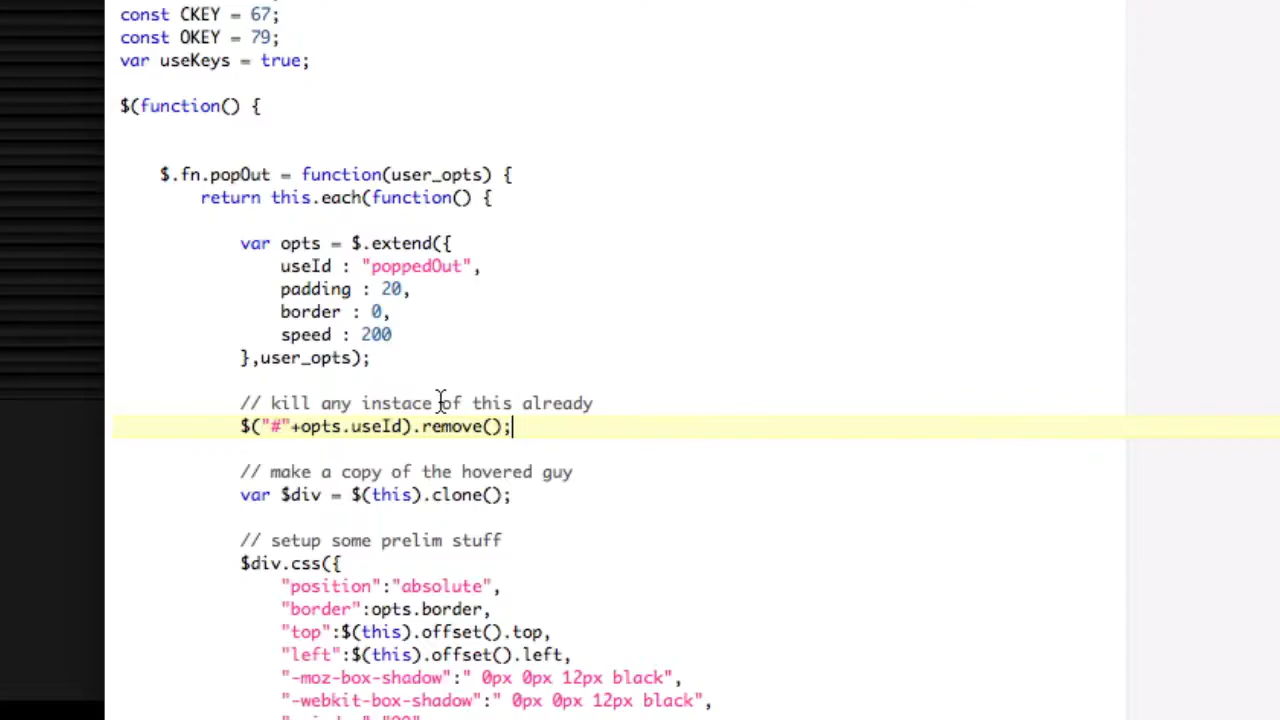 const CKEY = 67;
const OKEY = 79;
var useKeys = true;
$(function() {
$.fn.popOut = function(user_opts) {
return this.each(function() {
var opts = $.extend({
useId : "poppedOut",
padding : 20,
border : 0,
speed : 200
},user_opts);
// kill any instace of this already
$("#"+opts.useId).remove();
// make a copy of the hovered guy
var $div = $(this).clone();
// setup some prelim stuff
$div.css({
"position":"absolute",
"border":opts.border,
"top":$(this).offset().top,
"left":$(this).offset().left,
"-moz-box-shadow":" 0px 0px 12px black",
"-webkit-box-shadow":" 0px 0px 12px black",